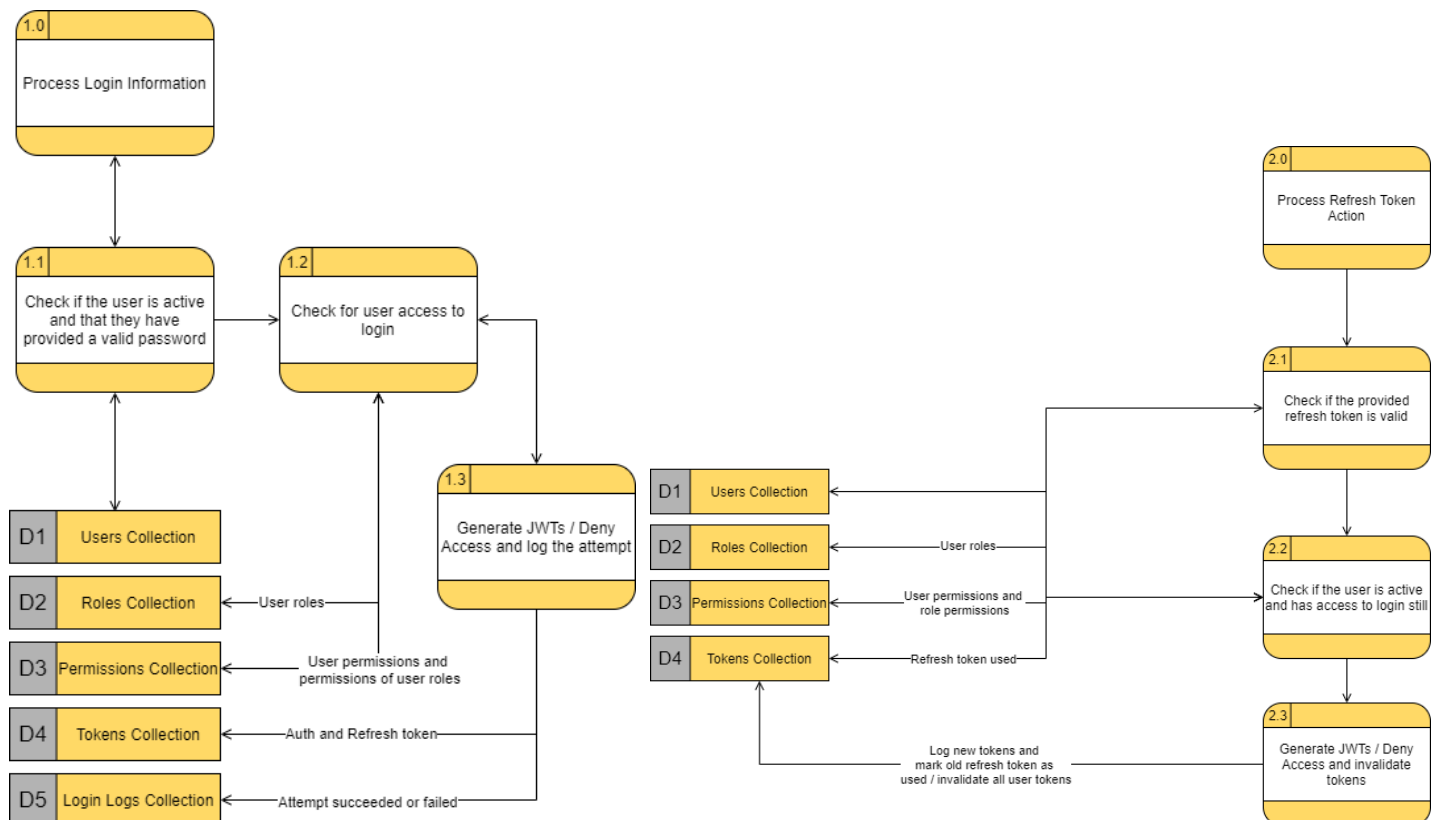 1.0
Process Login Information
1.1
Check if the user is active
and that they have
provided a valid password
1.2
Check for user access to
login
1.3
Generate JWTs / Deny
Access and log the attempt
D1
Users Collection
D2
Roles Collection
User roles
D3
Permissions Collection
User permissions and
permissions of user roles
D4
Tokens Collection
Auth and Refresh token
D5
Login Logs Collection
Attempt succeeded or failed
2.0
Process Refresh Token
Action
2.1
Check if the provided
refresh token is valid
D1
Users Collection
D2
Roles Collection
User roles
D3
Permissions Collection
User permissions and
role permissions
D4
Tokens Collection
Refresh token used
2.2
Check if the user is active
and has access to login still
2.3
Generate JWTs / Deny
Access and invalidate
tokens
Log new tokens and
mark old refresh token as
used / invalidate all user tokens